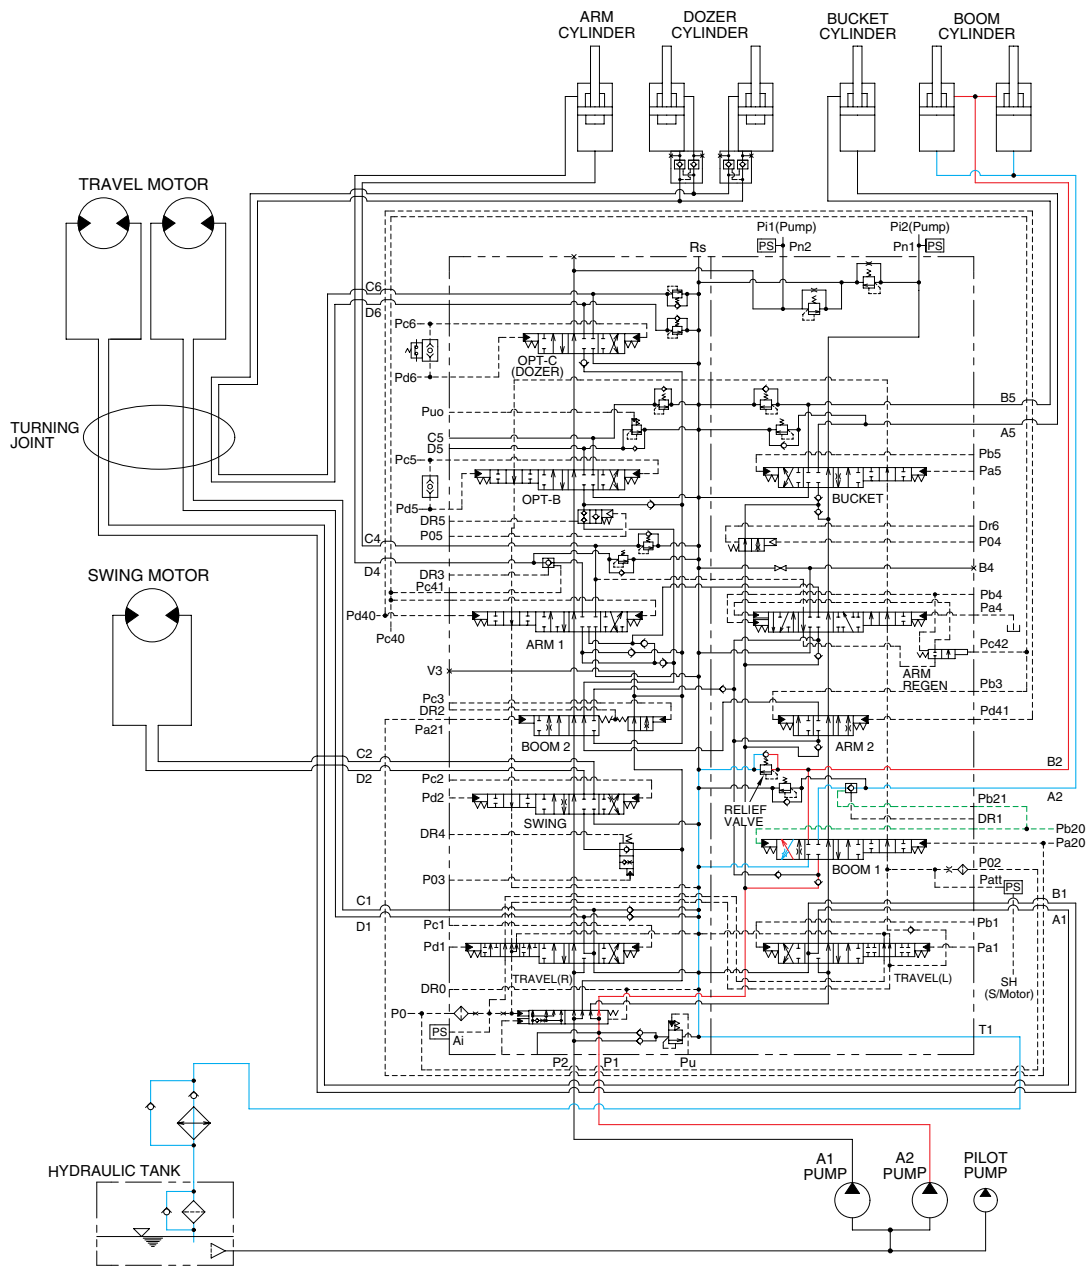 ARM
CYLINDER
DOZER
CYLINDER
BUCKET
CYLINDER
BOOM
CYLINDER
TRAVEL MOTOR
TURNING
JOINT
SWING MOTOR
Pi1(Pump)
Pi2(Pump)
Rs
PS
Pn2
Pn1
PS
C6
D6
Pc6
Pd6
OPT-C
(DOZER)
Puo
C5
D5
Pc5
Pd5
OPT-B
DR5
P05
C4
D4
DR3
Pc41
Pd40
Pc40
ARM 1
V3
Pc3
DR2
Pa21
BOOM 2
C2
D2
Pc2
Pd2
SWING
DR4
P03
C1
D1
Pc1
Pd1
TRAVEL(R)
DR0
P0
PS
Ai
P2
P1
Pu
B5
A5
Pb5
Pa5
BUCKET
Dr6
P04
B4
Pb4
Pa4
Pc42
ARM
REGEN
Pb3
Pd41
ARM 2
B2
A2
RELIEF
VALVE
Pb21
DR1
Pb20
Pa20
BOOM 1
P02
Patt
PS
B1
A1
Pb1
Pa1
TRAVEL(L)
SH
(S/Motor)
T1
HYDRAULIC TANK
A1
PUMP
A2
PUMP
PILOT
PUMP